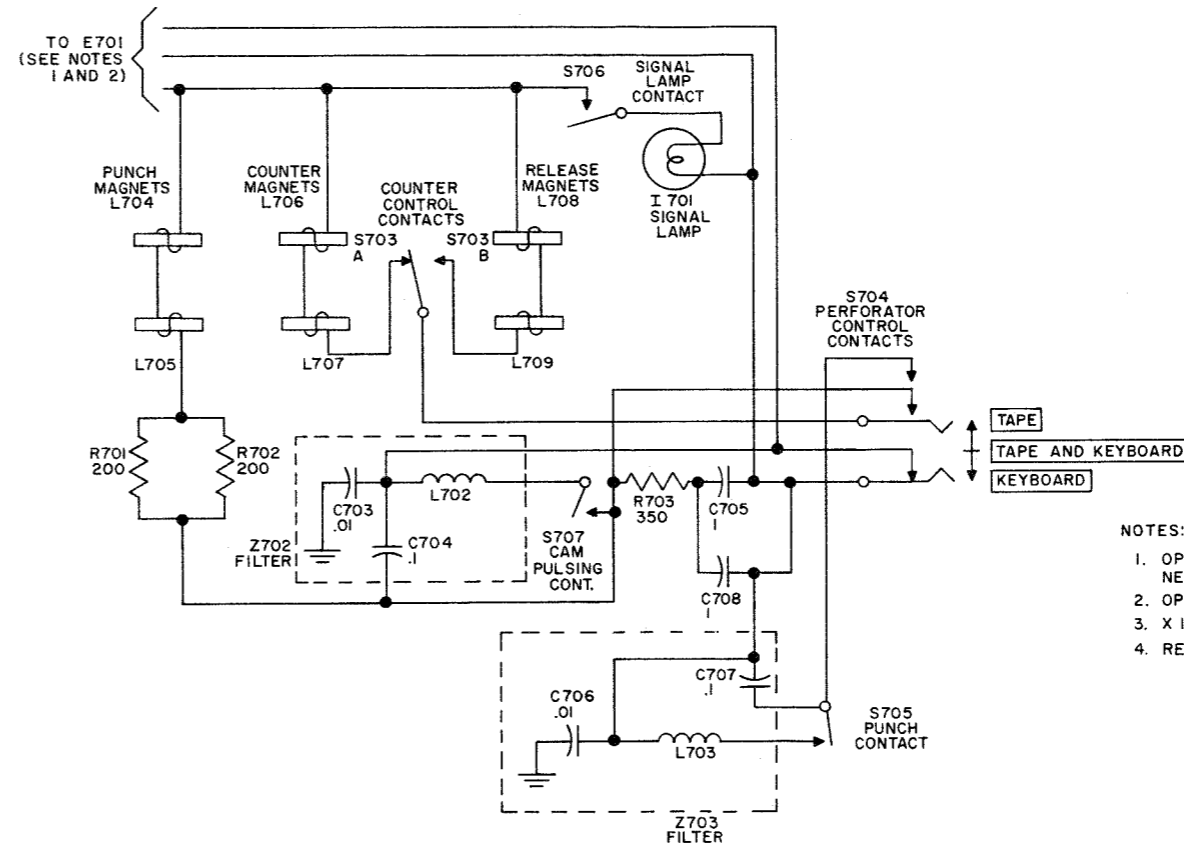 TO E701
(SEE NOTES
1 AND 2)
S706
SIGNAL
LAMP
CONTACT
PUNCH
MAGNETS
L704
COUNTER
MAGNETS
L706
COUNTER
CONTROL
CONTACTS
RELEASE
MAGNETS
L708
I 701
SIGNAL
LAMP
S703
A
S703
B
L705
L707
L709
S704
PERFORATOR
CONTROL
CONTACTS
TAPE
TAPE AND KEYBOARD
KEYBOARD
R701
200
R702
200
C703
.01
L702
Z702
FILTER
C704
.1
S707
CAM
PULSING
CONT.
R703
350
C705
1
C708
1
NOTES:
1. OP
NE
2. OP
3. X I
4. RE
C706
.01
C707
.1
L703
S705
PUNCH
CONTACT
Z703
FILTER